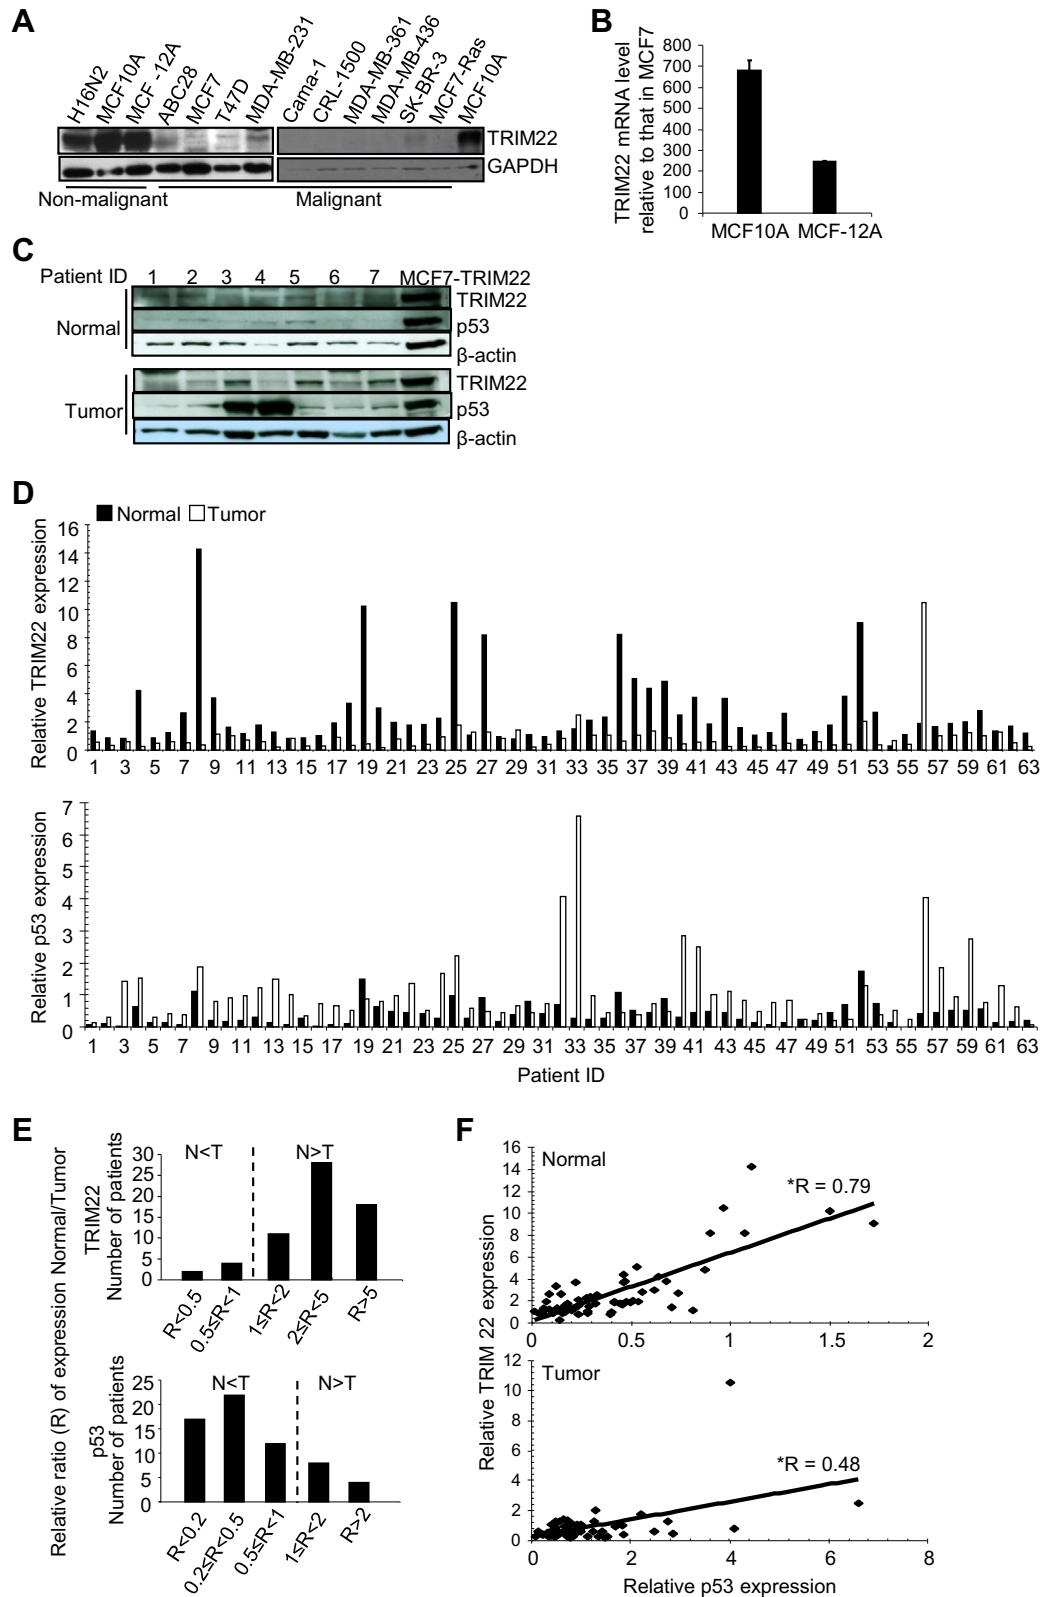 A
H16N2
MCF10A
MCF -12A
ABC28
MCF7
T47D
MDA-MB-231
Cama-1
CRL-1500
MDA-MB-361
MDA-MB-436
SK-BR-3
MCF7-Ras
MCF10A
TRIM22
GAPDH
Non-malignant
Malignant
B
TRIM22 mRNA level
relative to that in MCF7
800
700
600
500
400
300
200
100
0
MCF10A MCF-12A
C
Patient ID 1 2 3 4 5 6 7 MCF7-TRIM22
Normal
TRIM22
p53
β-actin
Tumor
TRIM22
p53
β-actin
D
Normal Tumor
Relative TRIM22 expression
16
14
12
10
8
6
4
2
0
1 3 5 7 9 11 13 15 17 19 21 23 25 27 29 31 33 35 37 39 41 43 45 47 49 51 53 55 57 59 61 63
Relative p53 expression
7
6
5
4
3
2
1
0
1 3 5 7 9 11 13 15 17 19 21 23 25 27 29 31 33 35 37 39 41 43 45 47 49 51 53 55 57 59 61 63
Patient ID
E
Relative ratio (R) of expression Normal/Tumor
TRIM22
Number of patients
30
25
20
15
10
5
0
N<T N>T
R<0.5
0.5≤R<1
1≤R<2
2≤R<5
R>5
p53
Number of patients
25
20
15
10
5
0
N<T N>T
R<0.2
0.2≤R<0.5
0.5≤R<1
1≤R<2
R>2
F
Relative TRIM 22 expression
16
14
12
10
8
6
4
2
0
Normal
*R = 0.79
0 0.5 1 1.5 2
12
10
8
6
4
2
0
Tumor
*R = 0.48
0 2 4 6 8
Relative p53 expression